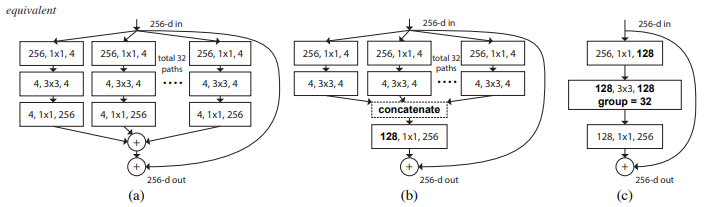 equivalent
256-d in
256, 1x1, 4
256, 1x1, 4
total 32
paths
256, 1x1, 4
4, 3x3, 4
4, 3x3, 4
....
4, 3x3, 4
4, 1x1, 256
4, 1x1, 256
4, 1x1, 256
+
+
256-d out
(a)
256-d in
256, 1x1, 4
256, 1x1, 4
total 32
paths
256, 1x1, 4
4, 3x3, 4
4, 3x3, 4
....
4, 3x3, 4
concatenate
128, 1x1, 256
+
256-d out
(b)
256-d in
256, 1x1, 128
128, 3x3, 128
group = 32
128, 1x1, 256
+
256-d out
(c)